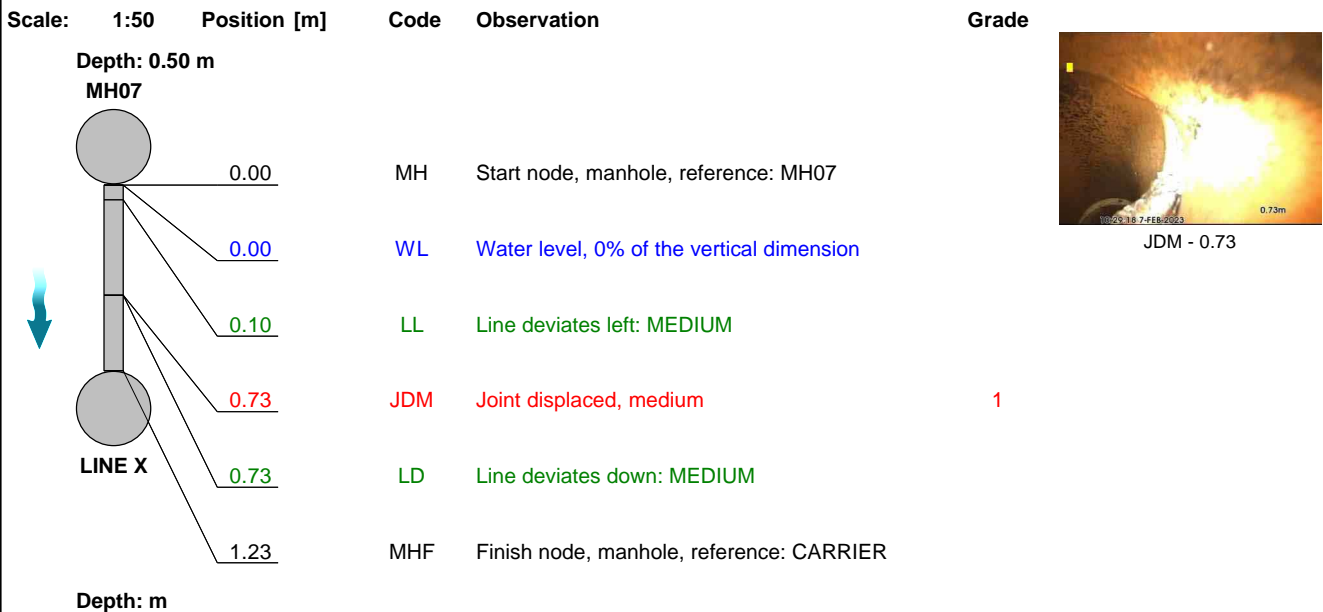 Scale: 1:50 Position [m] Code Observation Grade
Depth: 0.50 m
MH07
0.00 MH Start node, manhole, reference: MH07
0.00 WL Water level, 0% of the vertical dimension
0.10 LL Line deviates left: MEDIUM
0.73 JDM Joint displaced, medium 1
LINE X
0.73 LD Line deviates down: MEDIUM
1.23 MHF Finish node, manhole, reference: CARRIER
Depth: m
0.73m
7-FEB-2023
JDM - 0.73